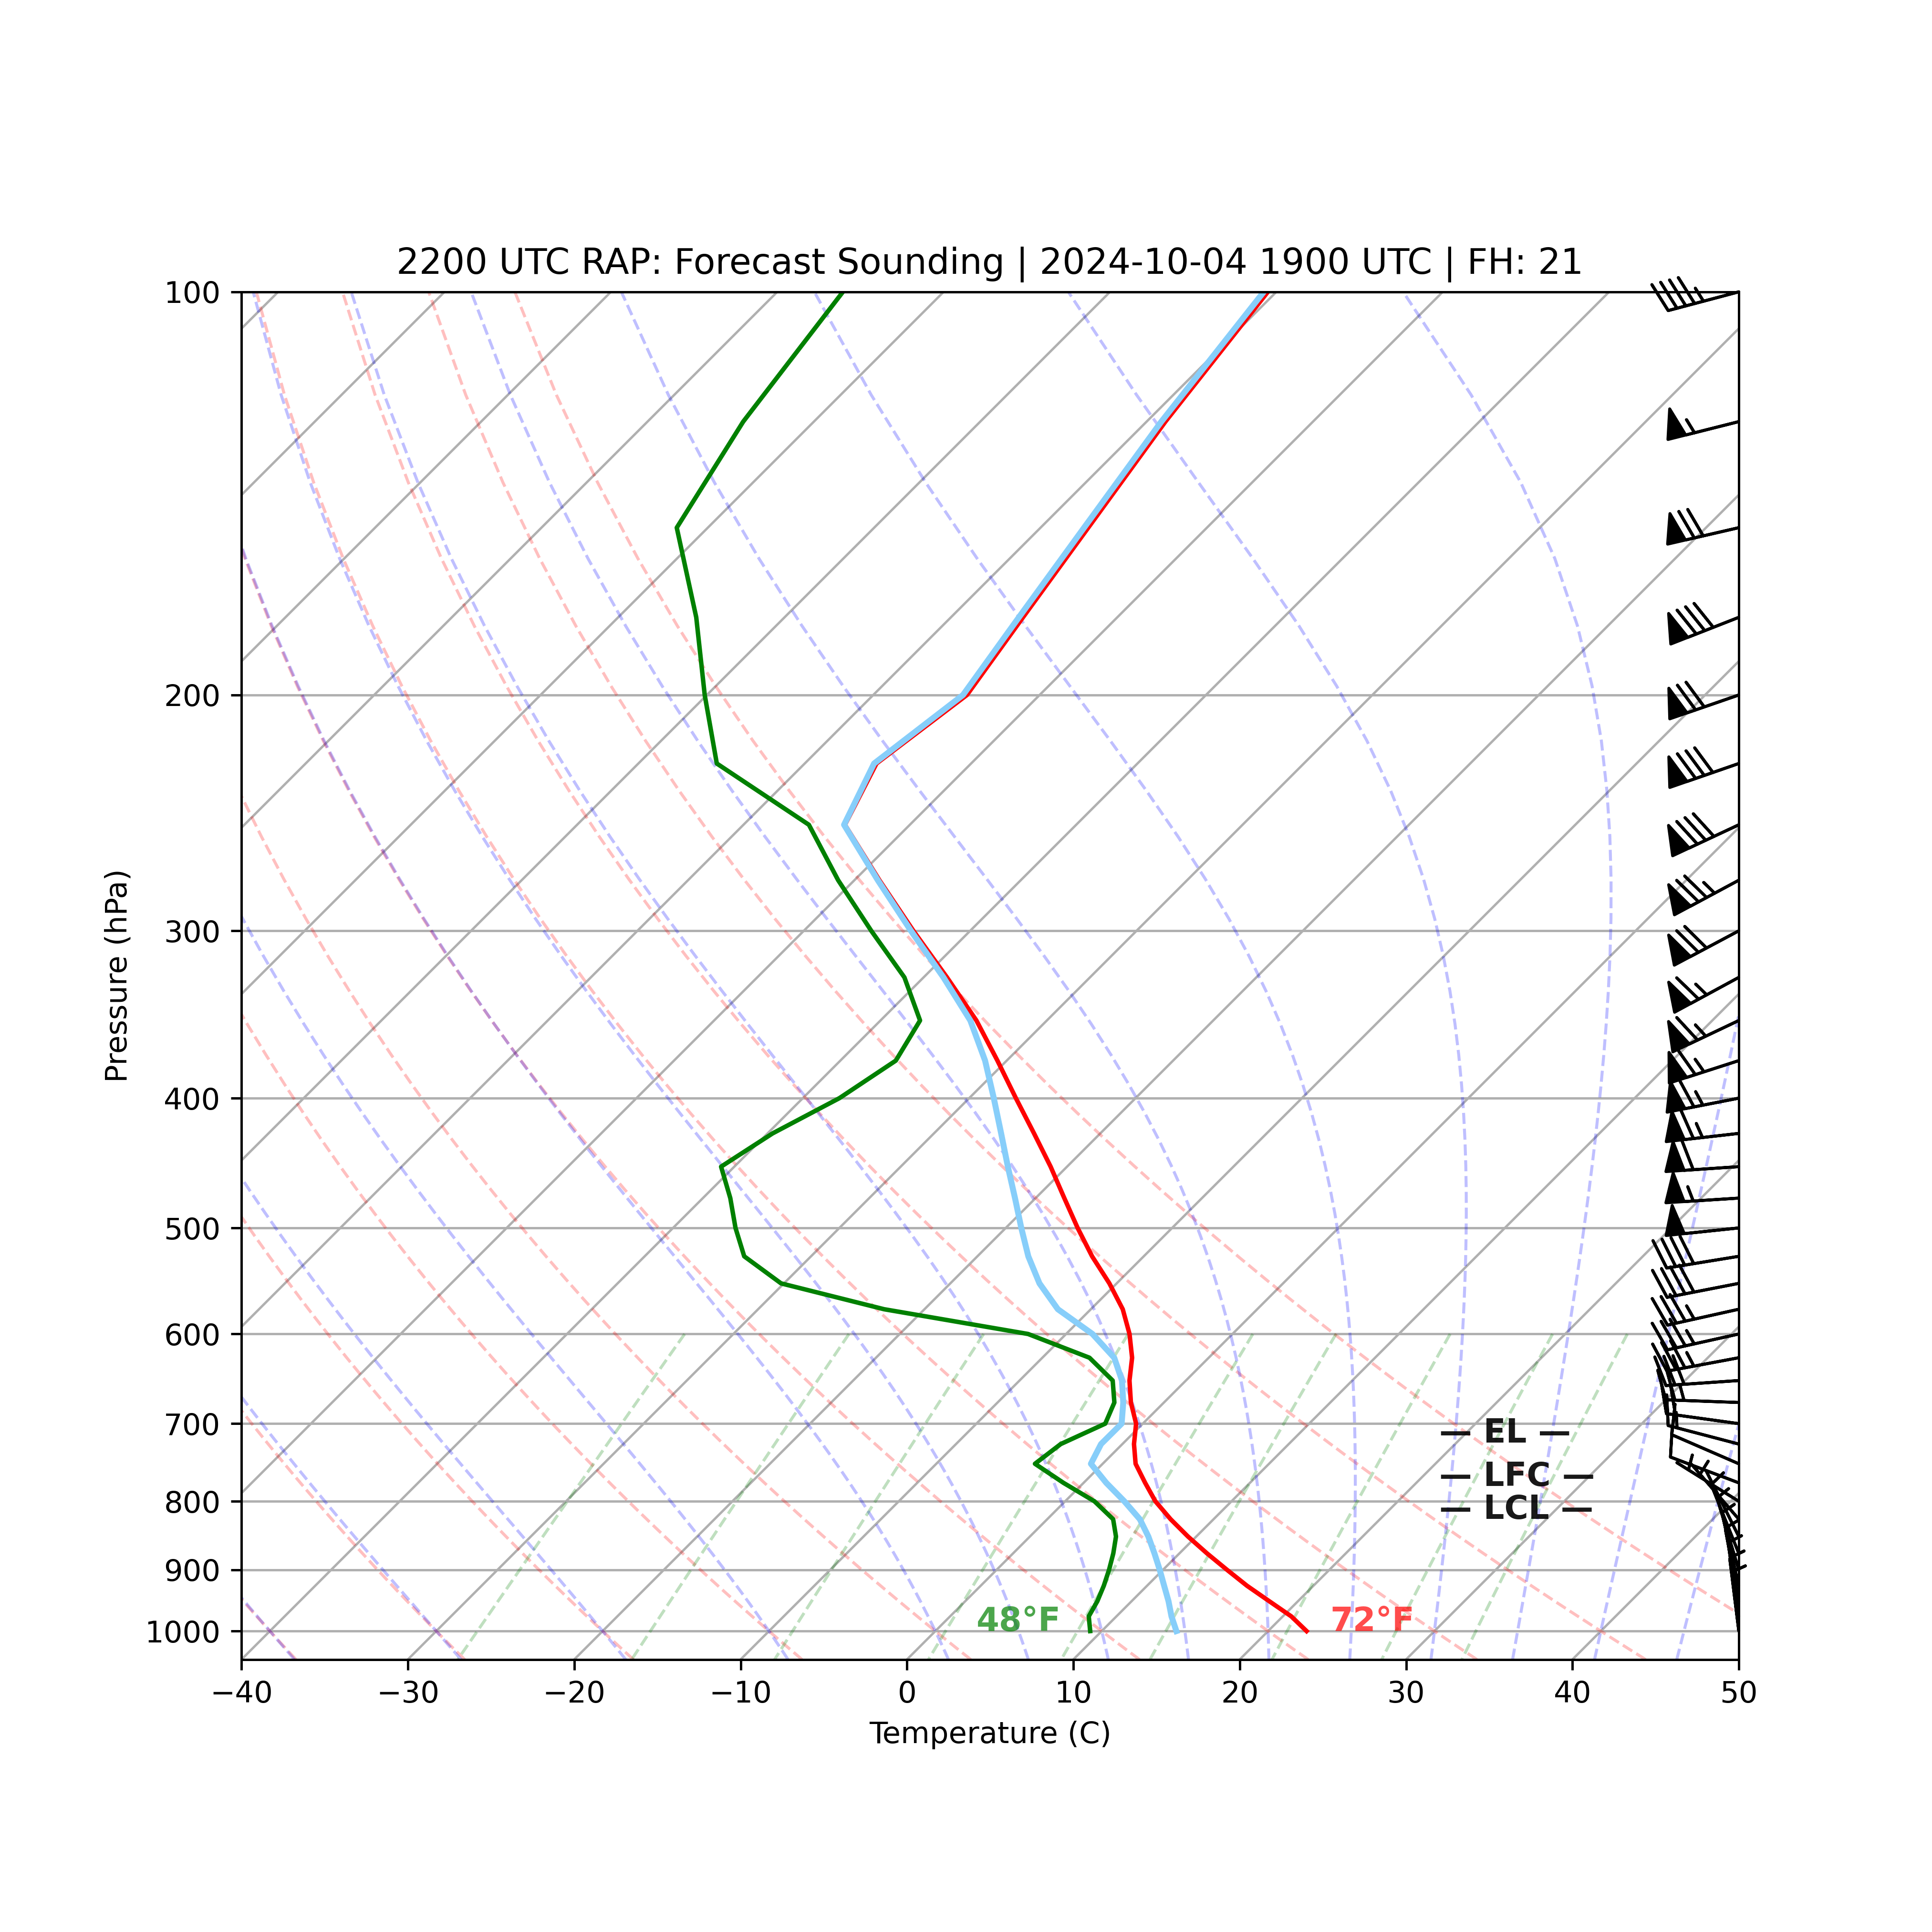 2200 UTC RAP: Forecast Sounding | 2024-10-04 1900 UTC | FH: 21
100
200
300
400
500
600
700
800
900
1000
Pressure (hPa)
— EL —
— LFC —
— LCL —
48°F
72°F
−40 −30 −20 −10 0 10 20 30 40 50
Temperature (C)